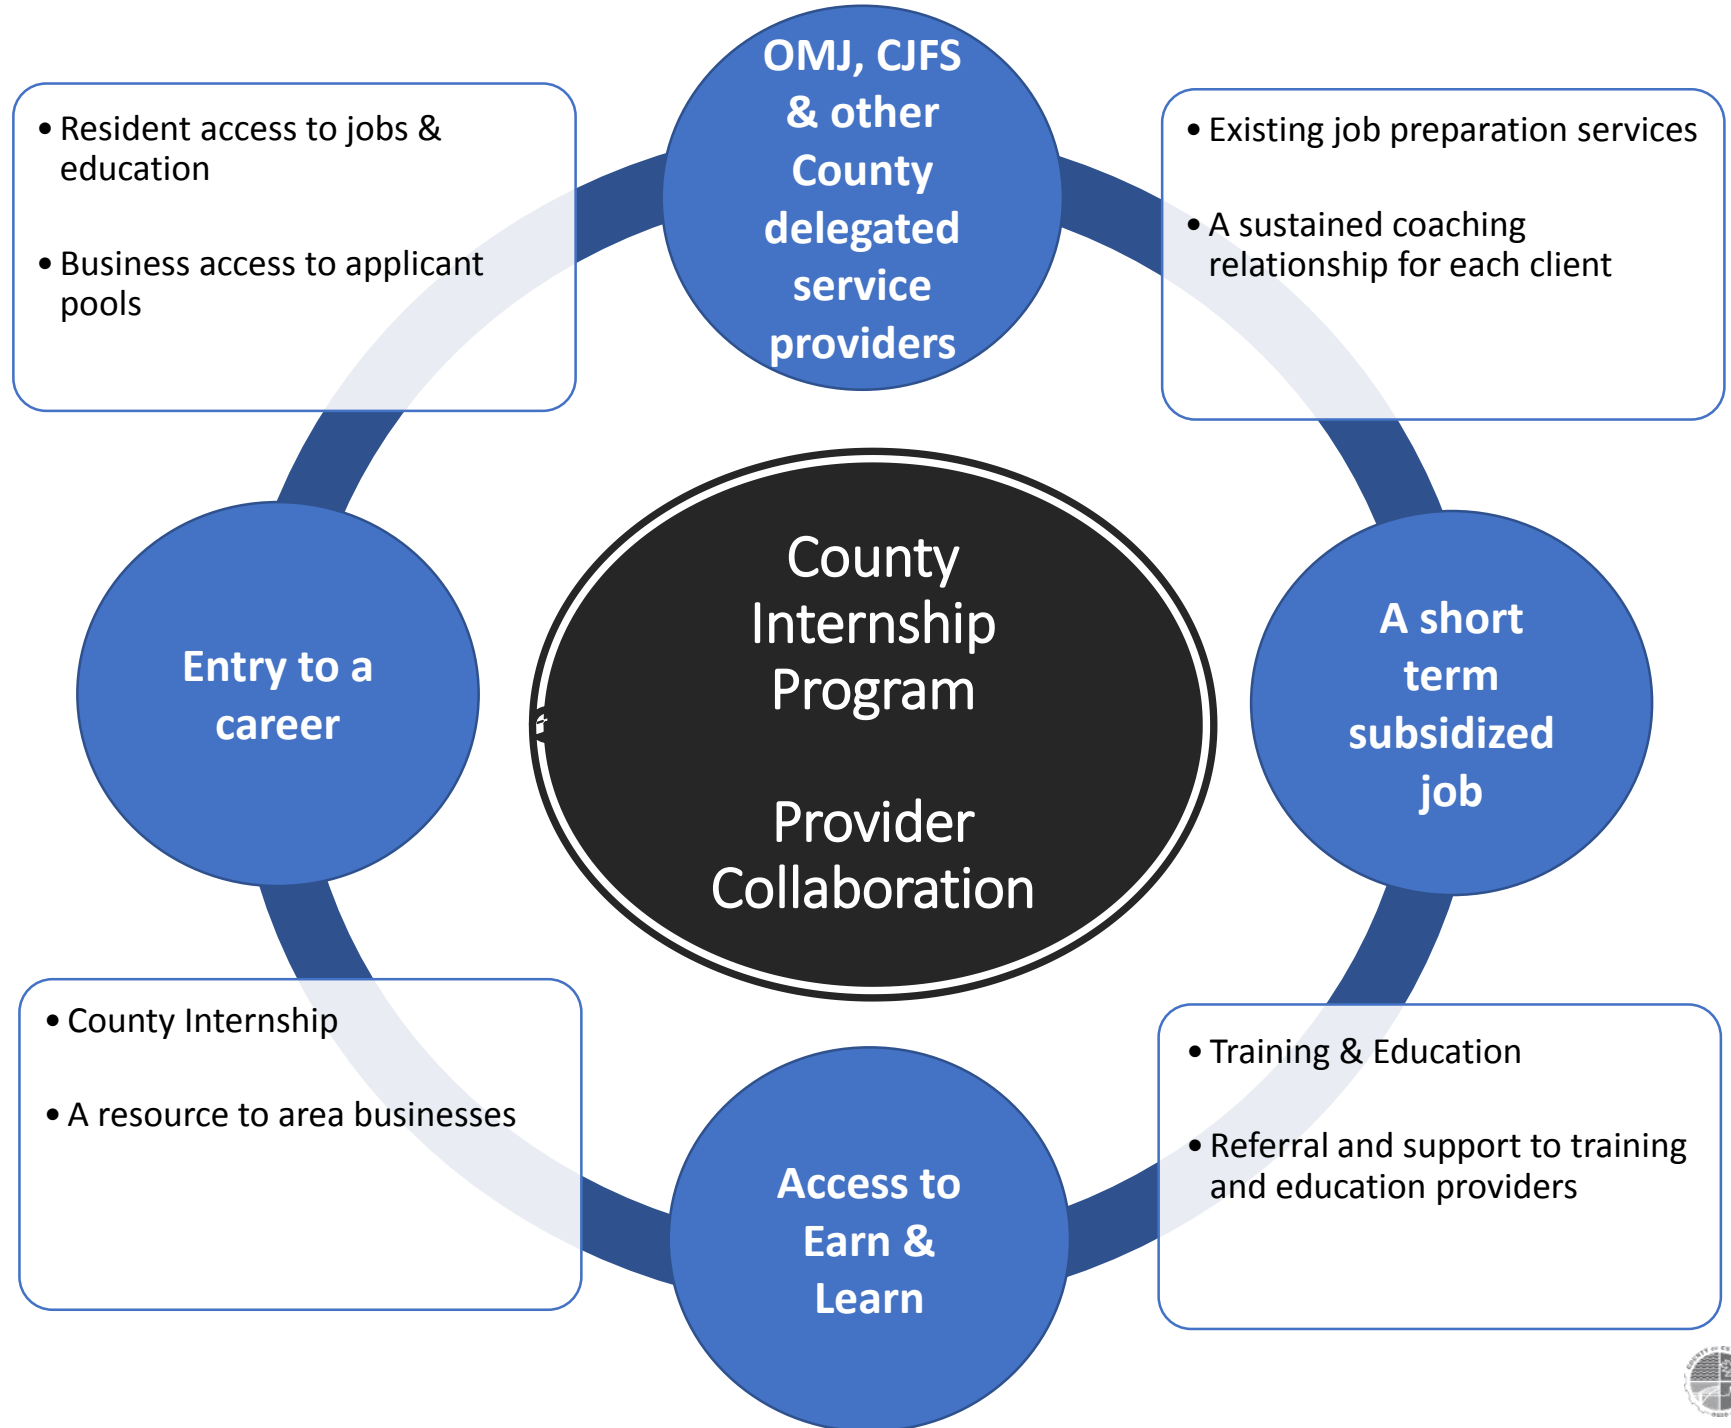 OMJ, CJFS
& other
County
delegated
service
providers
• Resident access to jobs &
education
• Business access to applicant
pools
• Existing job preparation services
• A sustained coaching
relationship for each client
County
Internship
Program
Provider
Collaboration
Entry to a
career
A short
term
subsidized
job
• County Internship
• A resource to area businesses
• Training & Education
• Referral and support to training
and education providers
Access to
Earn &
Learn